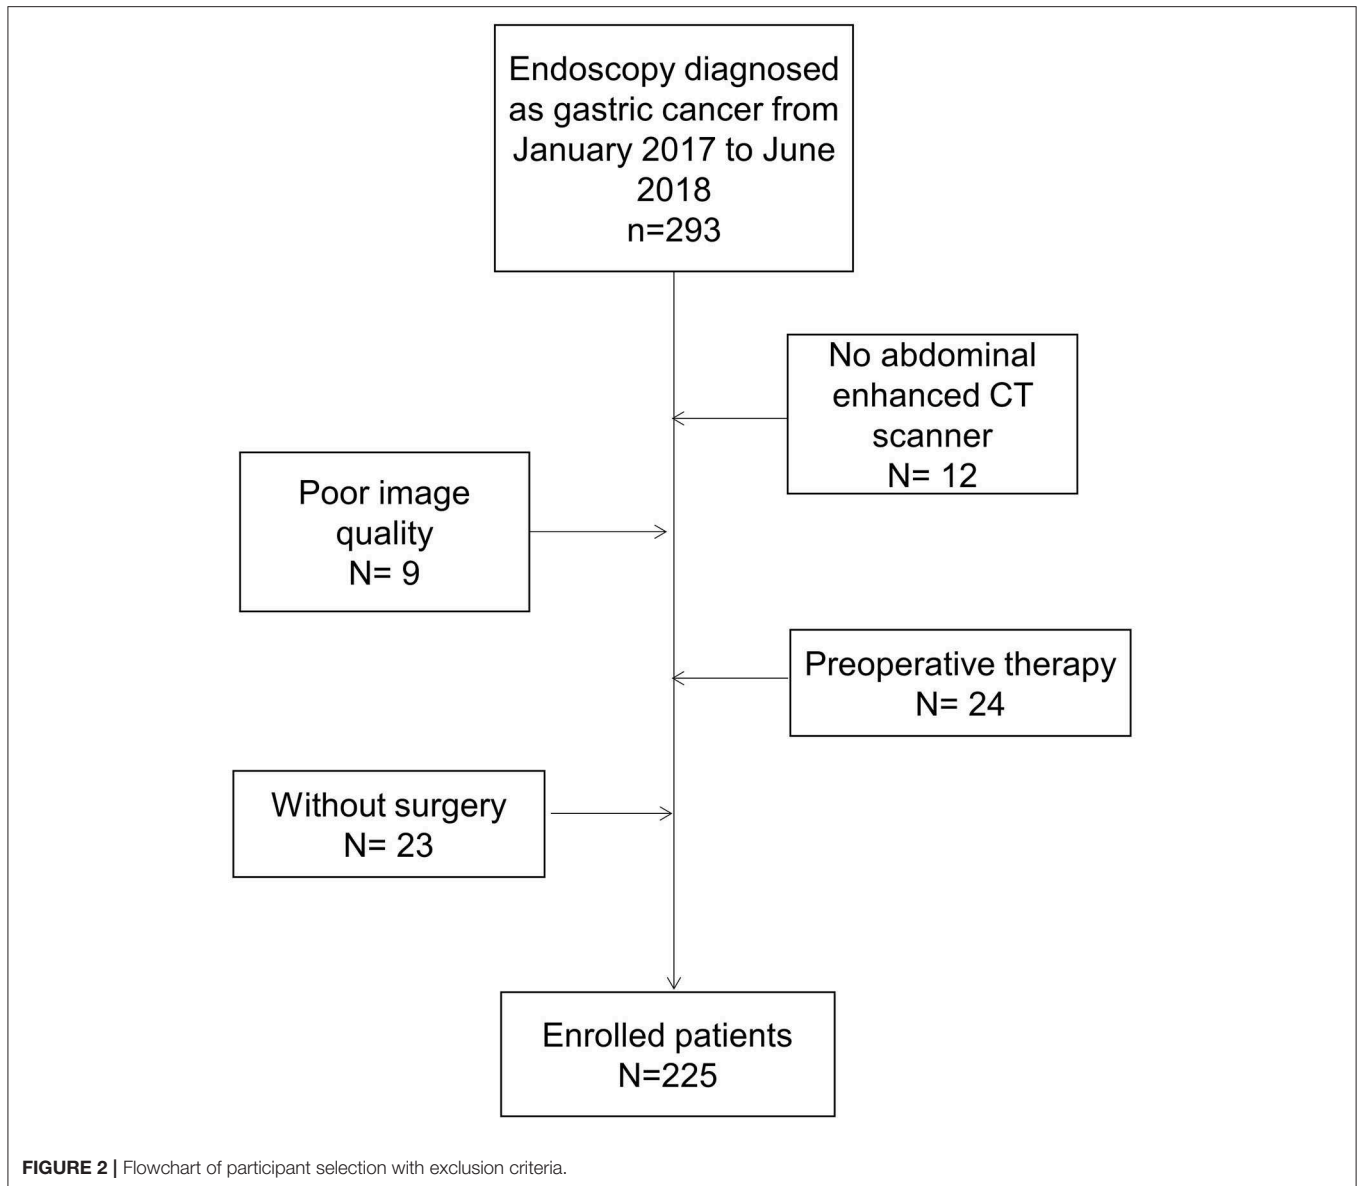 Endoscopy diagnosed
as gastric cancer from
January 2017 to June
2018
n=293
No abdominal
enhanced CT
scanner
N= 12
Poor image
quality
N= 9
Preoperative therapy
N= 24
Without surgery
N= 23
Enrolled patients
N=225
FIGURE 2 | Flowchart of participant selection with exclusion criteria.